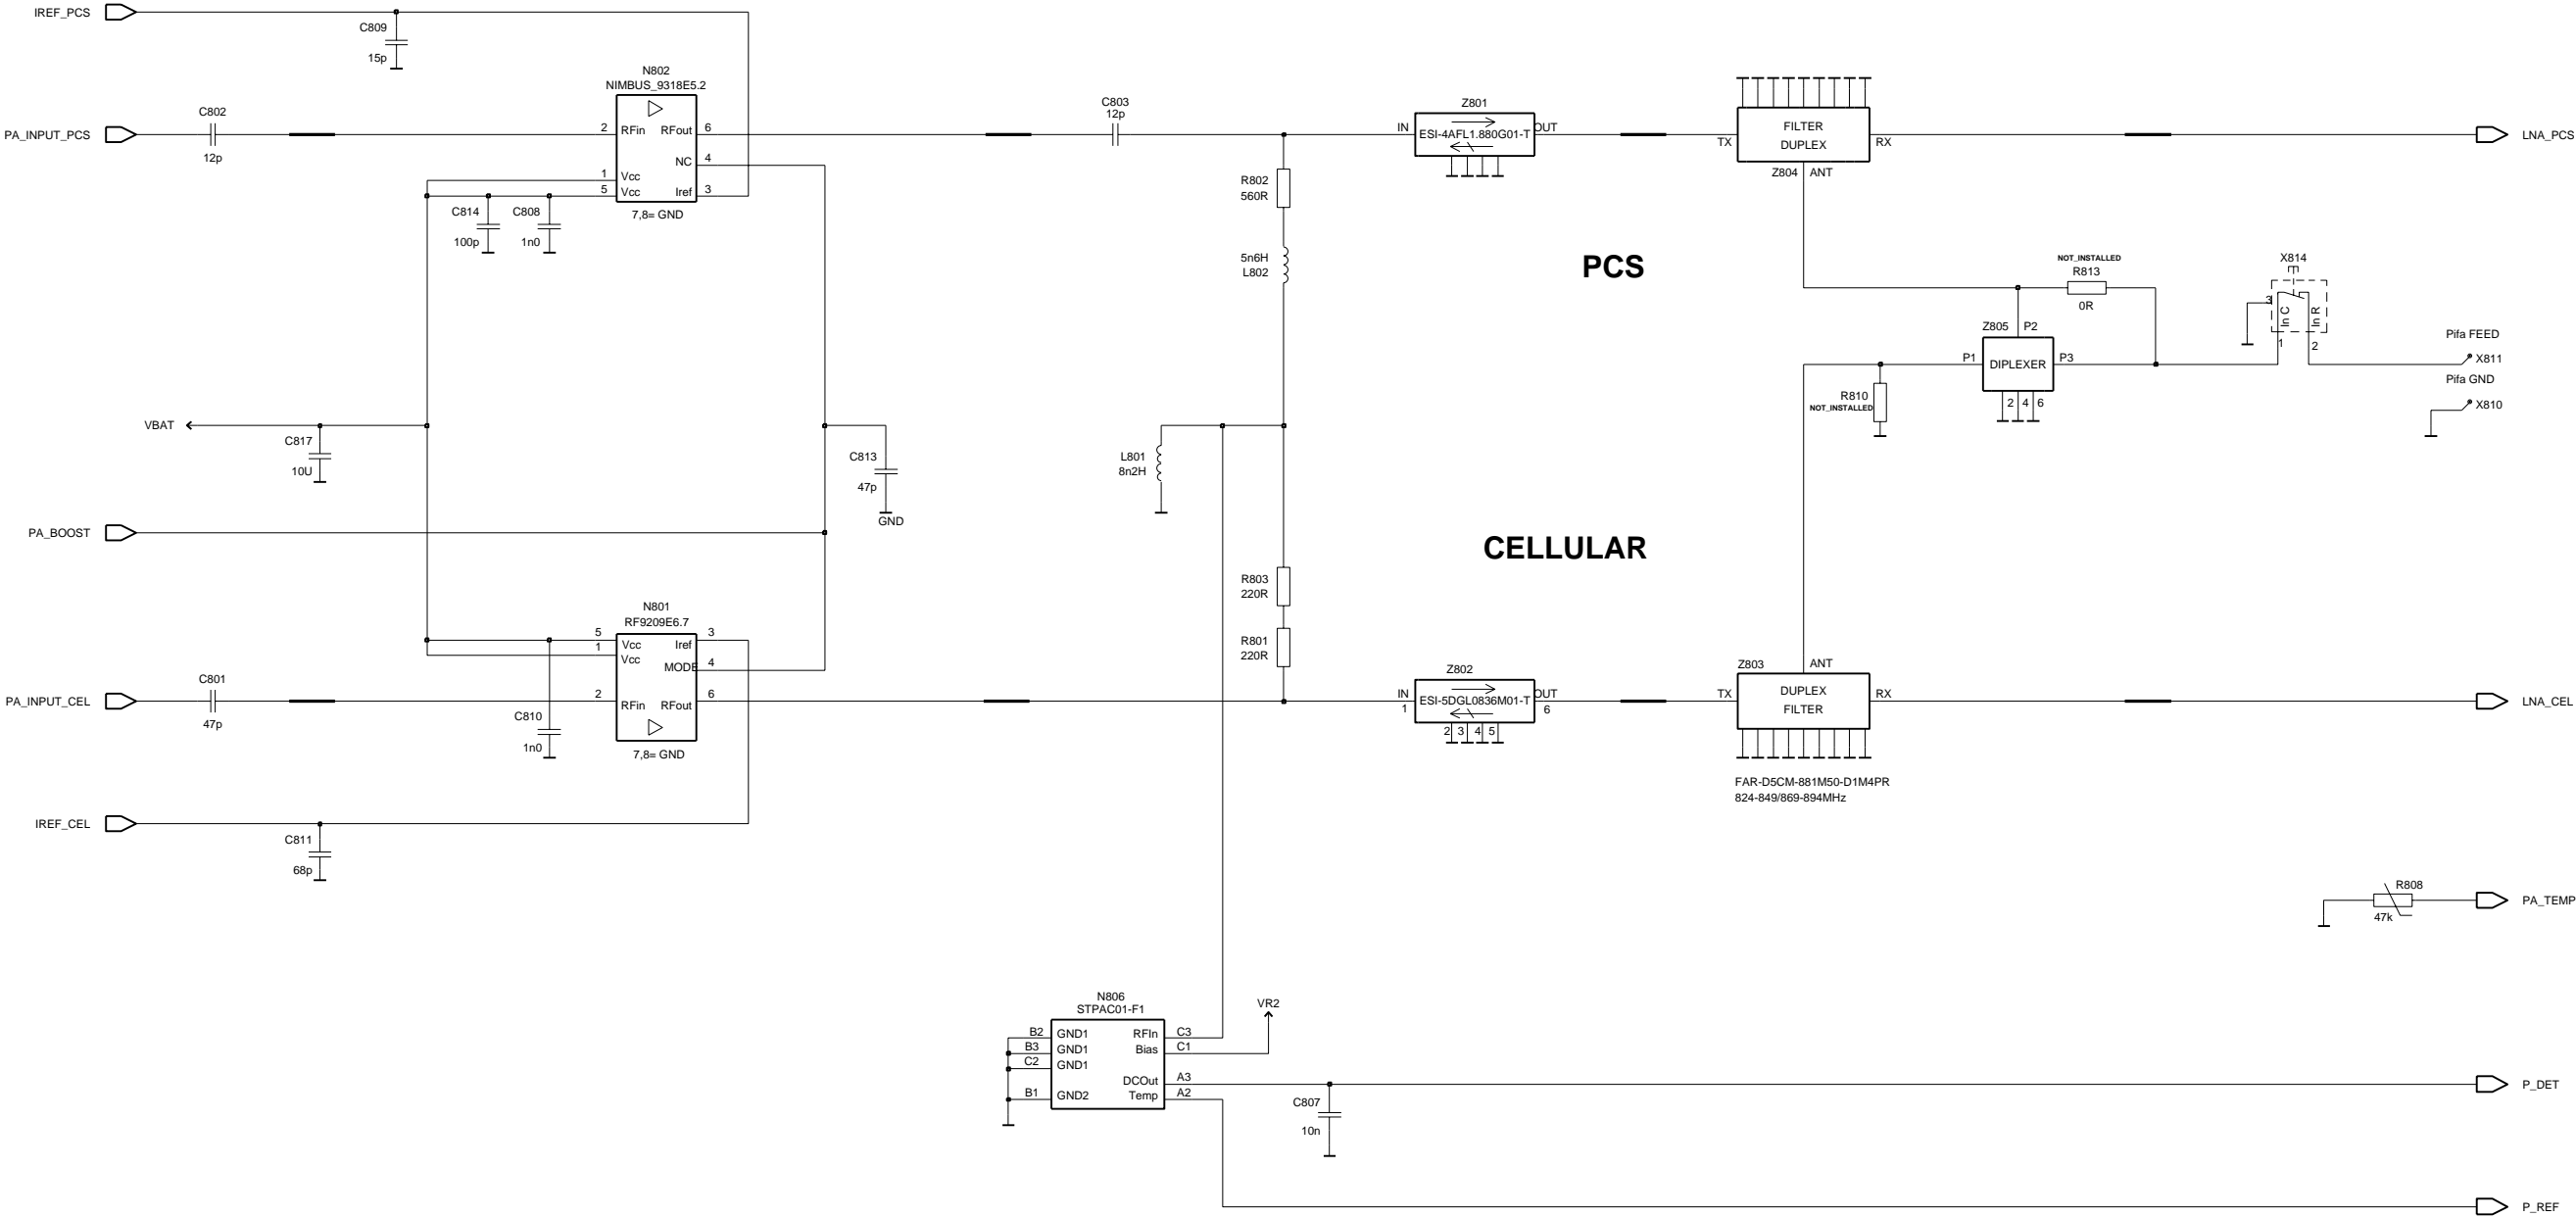 IREF_PCS
C809
15p
N802
NIMBUS_9318E5.2
C802
PA_INPUT_PCS
12p
2
RFin
RFout
6
NC
4
1
Vcc
5
Vcc
Iref
3
7,8= GND
C814
100p
C808
1n0
C803
12p
Z801
IN
ESI-4AFL1.880G01-T
OUT
FILTER
DUPLEX
TX
RX
Z804
ANT
LNA_PCS
R802
560R
5n6H
L802
PCS
NOT_INSTALLED
R813
0R
X814
3
In C
In R
1
2
Z805
P2
P1
DIPLEXER
P3
2
4
6
R810
NOT_INSTALLED
Pifa FEED
X811
Pifa GND
X810
VBAT
C817
10U
C813
47p
GND
L801
8n2H
PA_BOOST
CELLULAR
R803
220R
R801
220R
N801
RF9209E6.7
5
Vcc
Iref
3
1
Vcc
MODE
4
2
RFin
RFout
6
7,8= GND
C801
PA_INPUT_CEL
47p
C810
1n0
Z802
IN
1
ESI-5DGL0836M01-T
OUT
6
2
3
4
5
Z803
ANT
TX
DUPLEX
FILTER
RX
LNA_CEL
FAR-D5CM-881M50-D1M4PR
824-849/869-894MHz
IREF_CEL
C811
68p
R808
47k
PA_TEMP
N806
STPAC01-F1
B2
GND1
RFIn
C3
B3
GND1
Bias
C1
C2
GND1
DCOut
A3
B1
GND2
Temp
A2
VR2
C807
10n
P_DET
P_REF